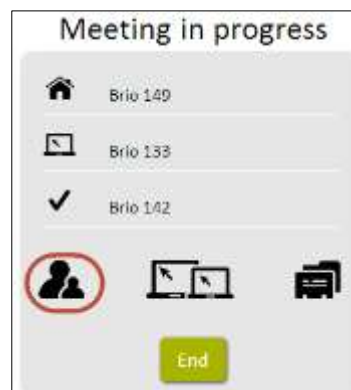 Meeting in progress
Brio 149
Brio 133
Brio 142
End